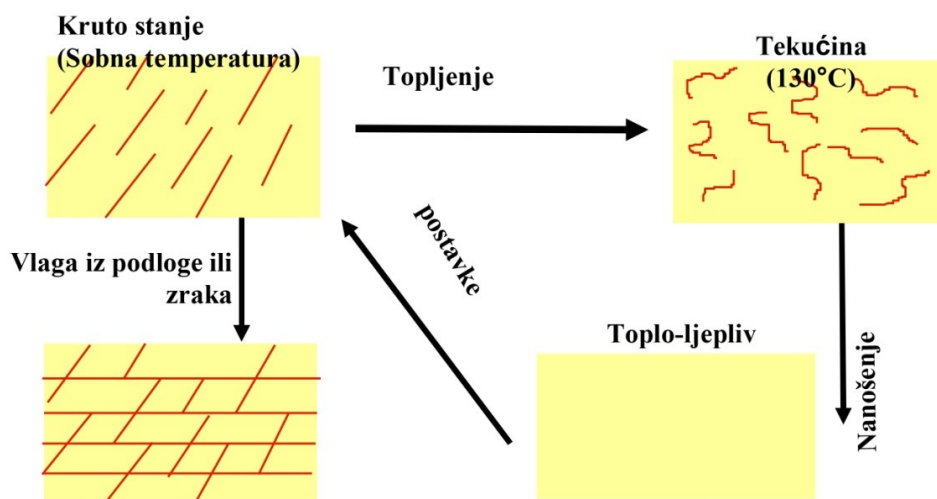 Kruto stanje
(Sobna temperatura)
Topljenje
Tekućina
(130°C)
postavke
Vlaga iz podloge ili
zraka
Toplo-ljepliv
Nanošenje